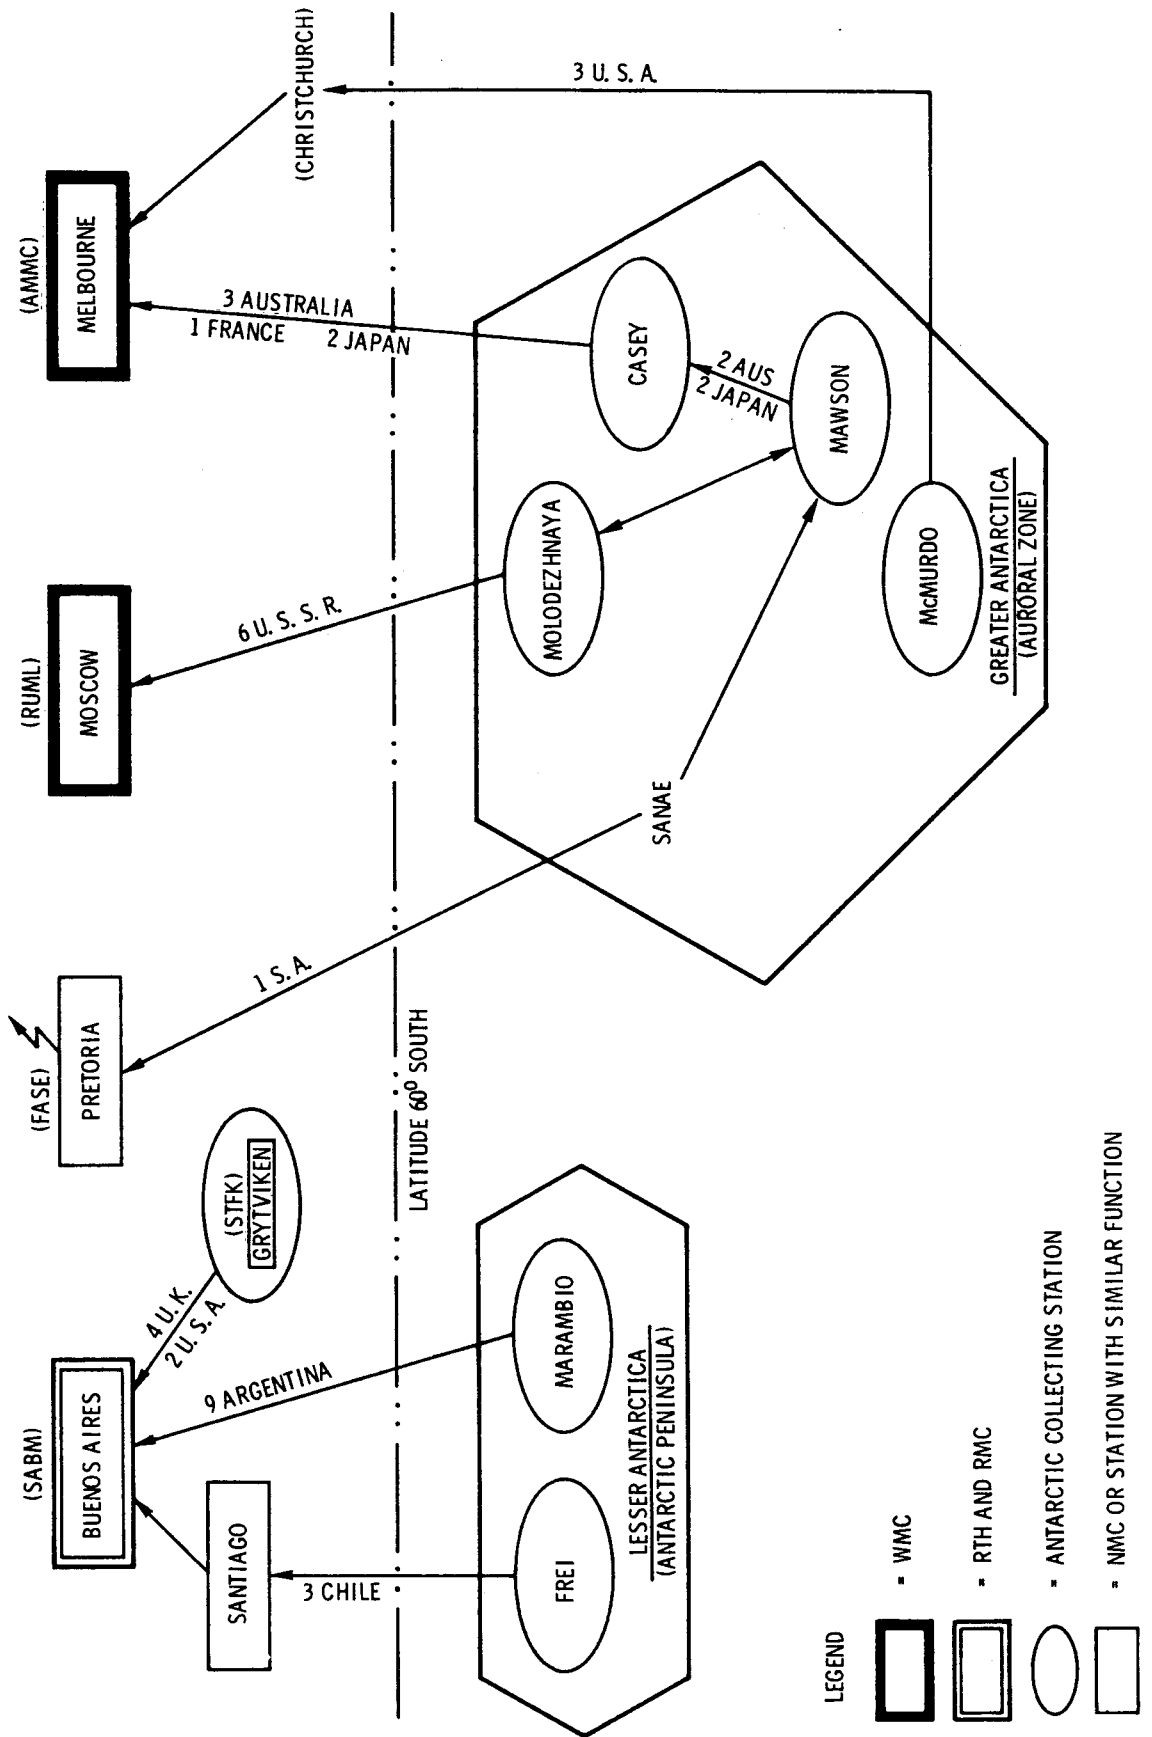 (SABM)
BUENOS AIRES
(FASE)
PRETORIA
(RUML)
MOSCOW
(AMMC)
MELBOURNE
SANTIAGO
4 U.K.
2 U.S.A.
(STFK)
GRYTVIKEN
(CHRISTCHURCH)
3 CHILE
9 ARGENTINA
1 S.A.
6 U.S.S.R.
3 AUSTRALIA
1 FRANCE 2 JAPAN
3 U.S.A.
LATITUDE 60° SOUTH
FREI
MARAMBIO
LESSER ANTARCTICA
(ANTARCTIC PENINSULA)
SANAE
MOLODEZHNAYA
CASEY
2 AUS
2 JAPAN
MAWSON
McMURDO
GREATER ANTARCTICA
(AURORAL ZONE)
LEGEND
= WMC
= RTH AND RMC
= ANTARCTIC COLLECTING STATION
= NMC OR STATION WITH SIMILAR FUNCTION